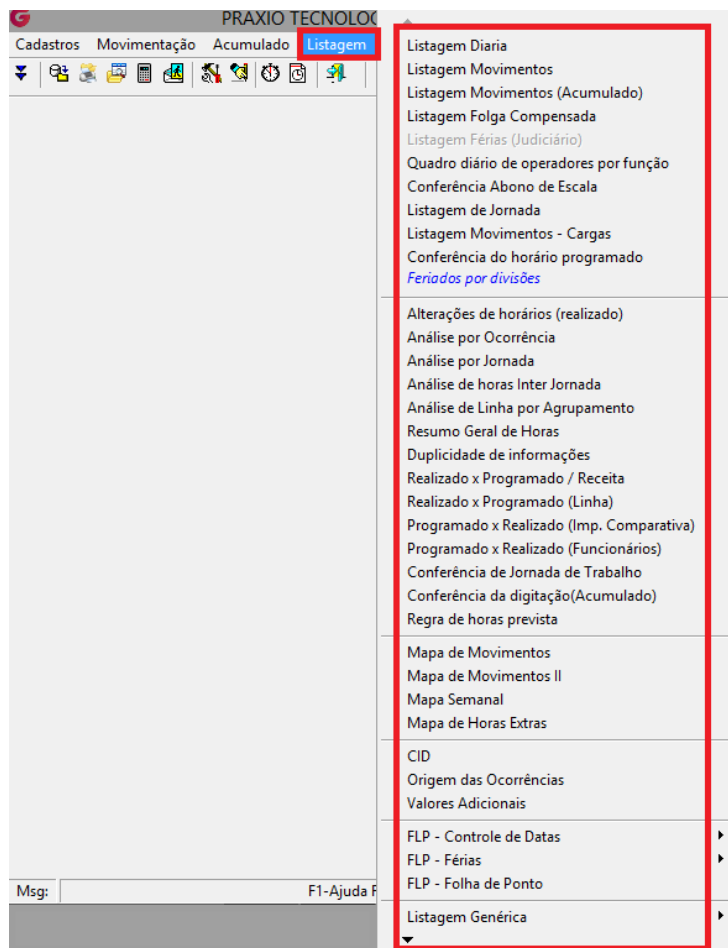 PRAXIO TECNOLOG
Cadastros Movimentação Acumulado Listagem
Listagem Diaria
Listagem Movimentos
Listagem Movimentos (Acumulado)
Listagem Folga Compensada
Listagem Férias (Judiciário)
Quadro diário de operadores por função
Conferência Abono de Escala
Listagem de Jornada
Listagem Movimentos - Cargas
Conferência do horário programado
Feriados por divisões
Alterações de horários (realizado)
Análise por Ocorrência
Análise por Jornada
Análise de horas Inter Jornada
Análise de Linha por Agrupamento
Resumo Geral de Horas
Duplicidade de informações
Realizado x Programado / Receita
Realizado x Programado (Linha)
Programado x Realizado (Imp. Comparativa)
Programado x Realizado (Funcionários)
Conferência de Jornada de Trabalho
Conferência da digitação(Acumulado)
Regra de horas prevista
Mapa de Movimentos
Mapa de Movimentos II
Mapa Semanal
Mapa de Horas Extras
CID
Origem das Ocorrências
Valores Adicionais
FLP - Controle de Datas
FLP - Férias
FLP - Folha de Ponto
Listagem Genérica
Msg: F1-Ajuda F